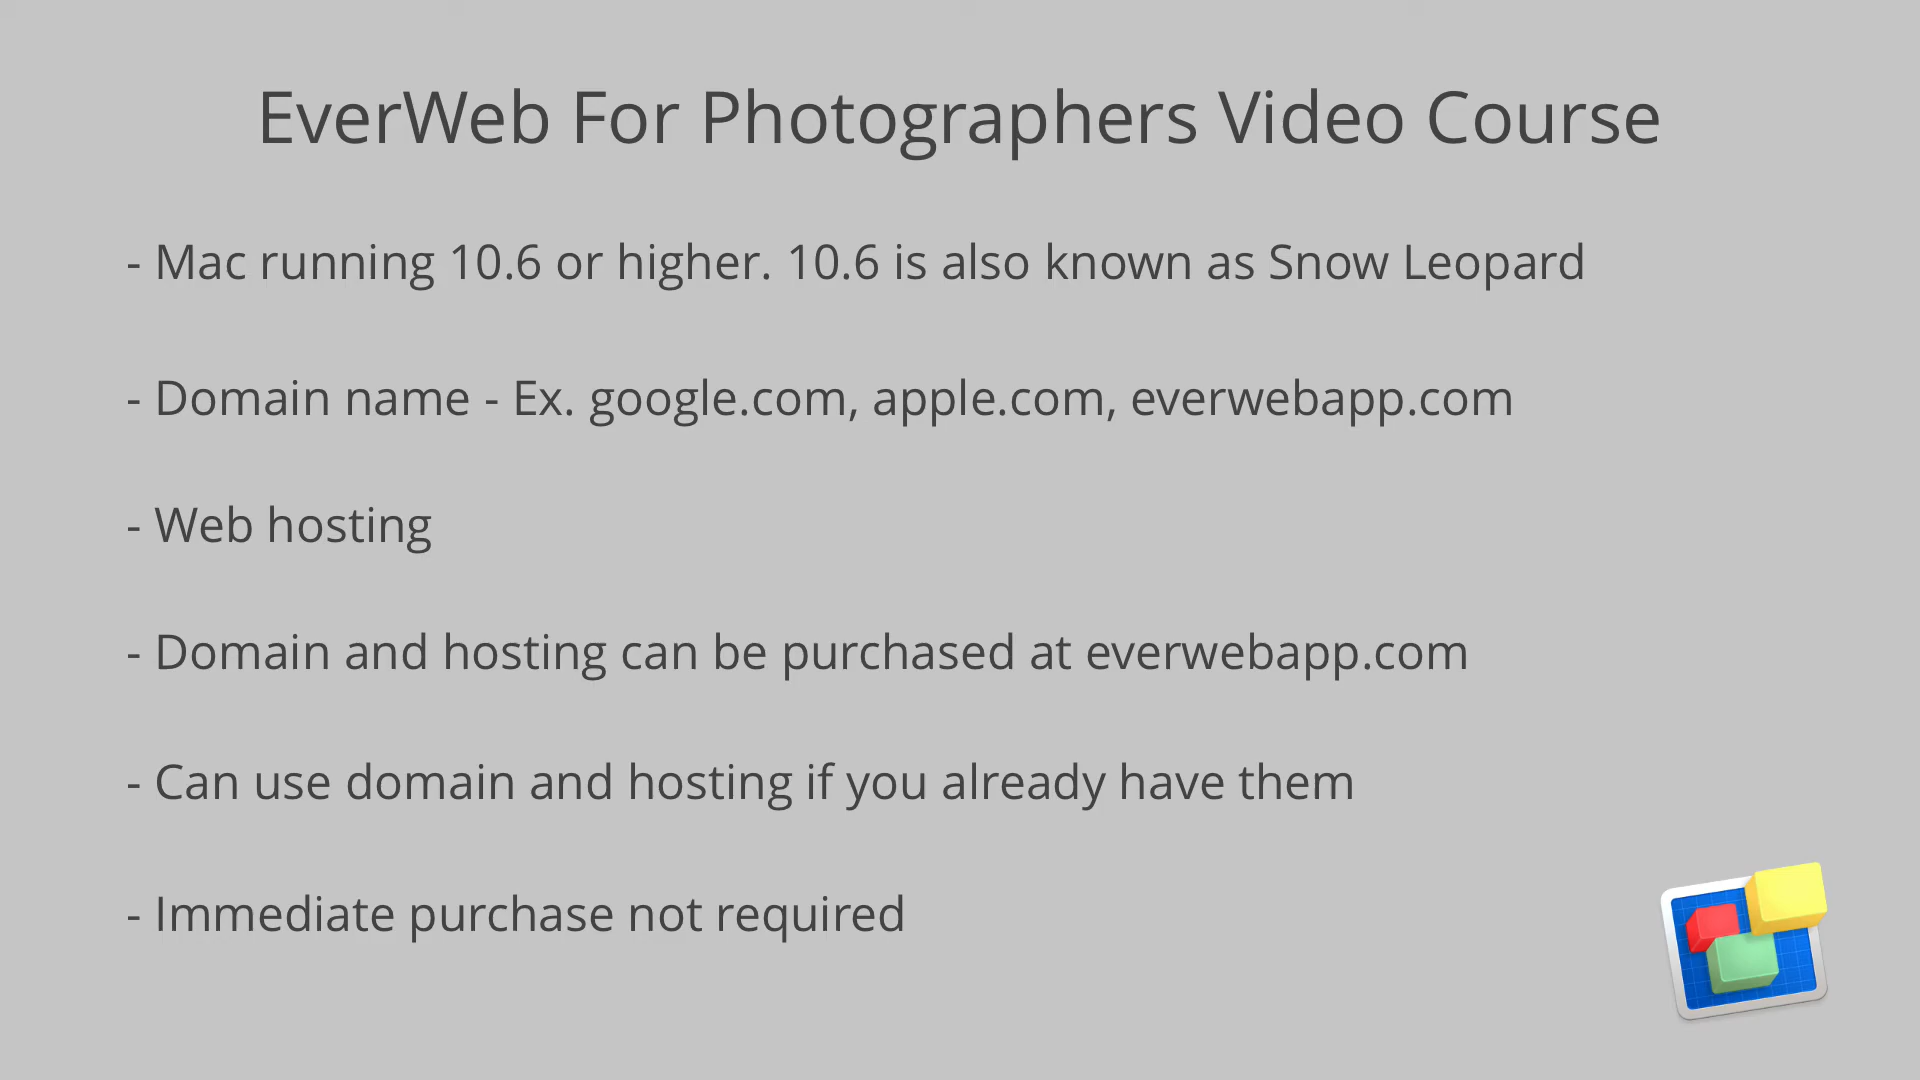 EverWeb For Photographers Video Course
- Mac running 10.6 or higher. 10.6 is also known as Snow Leopard
- Domain name - Ex. google.com, apple.com, everwebapp.com
- Web hosting
- Domain and hosting can be purchased at everwebapp.com
- Can use domain and hosting if you already have them
- Immediate purchase not required